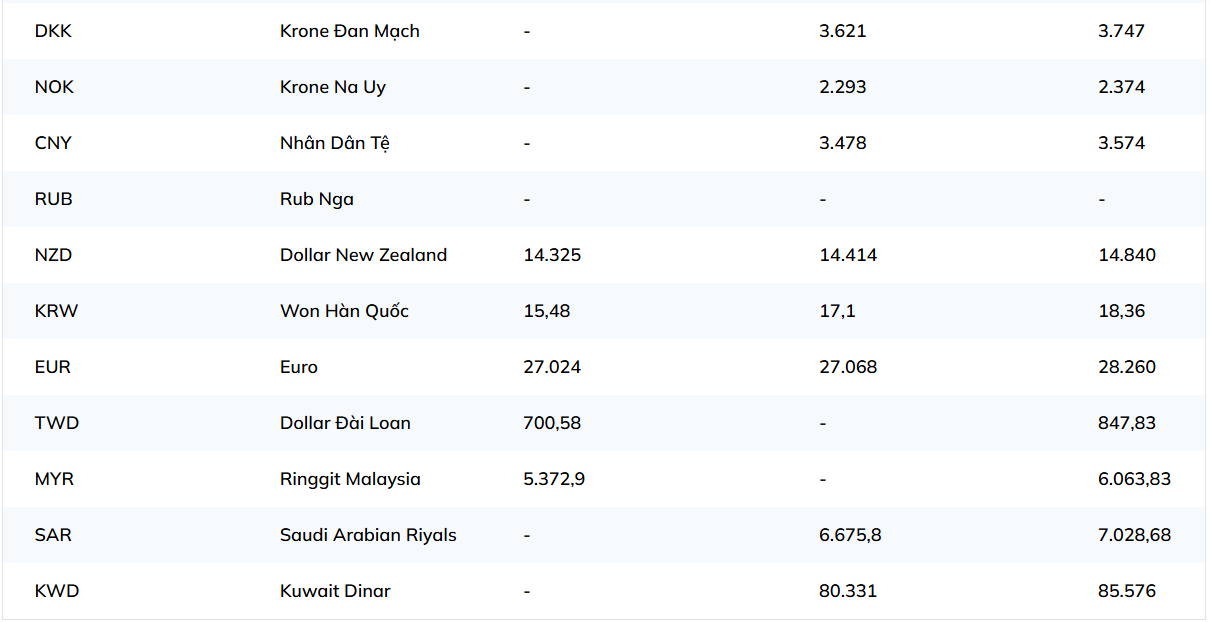 DKK Krone Đan Mạch - 3.621 3.747
NOK Krone Na Uy - 2.293 2.374
CNY Nhân Dân Tệ - 3.478 3.574
RUB Rub Nga - - -
NZD Dollar New Zealand 14.325 14.414 14.840
KRW Won Hàn Quốc 15,48 17,1 18,36
EUR Euro 27.024 27.068 28.260
TWD Dollar Đài Loan 700,58 - 847,83
MYR Ringgit Malaysia 5.372,9 - 6.063,83
SAR Saudi Arabian Riyals - 6.675,8 7.028,68
KWD Kuwait Dinar - 80.331 85.576